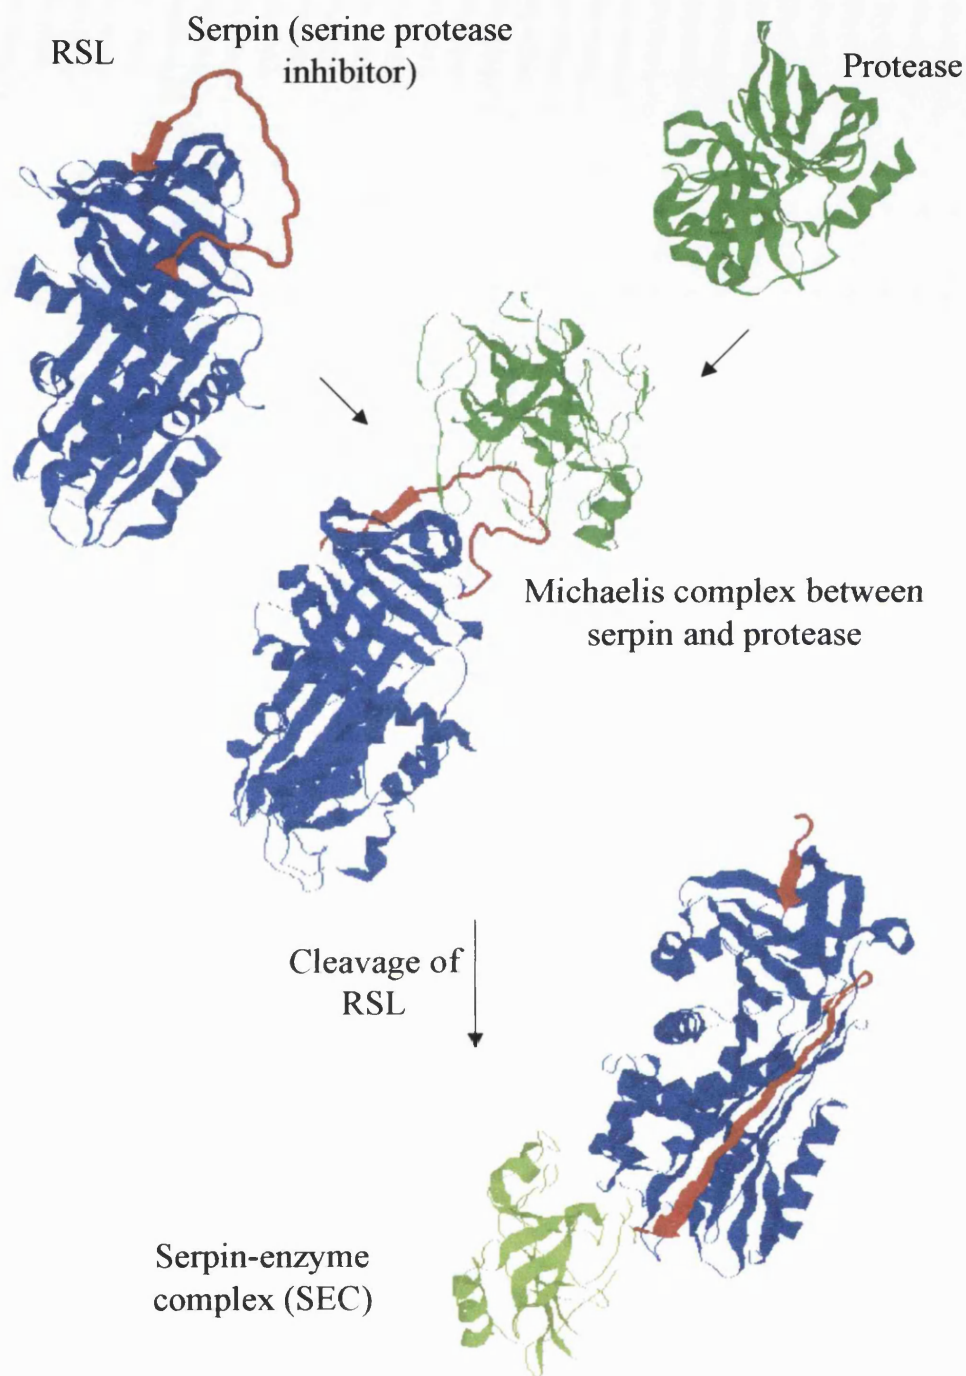 RSL
Serpin (serine protease
inhibitor)
Protease
Michaelis complex between
serpin and protease
Cleavage of
RSL
Serpin-enzyme
complex (SEC)